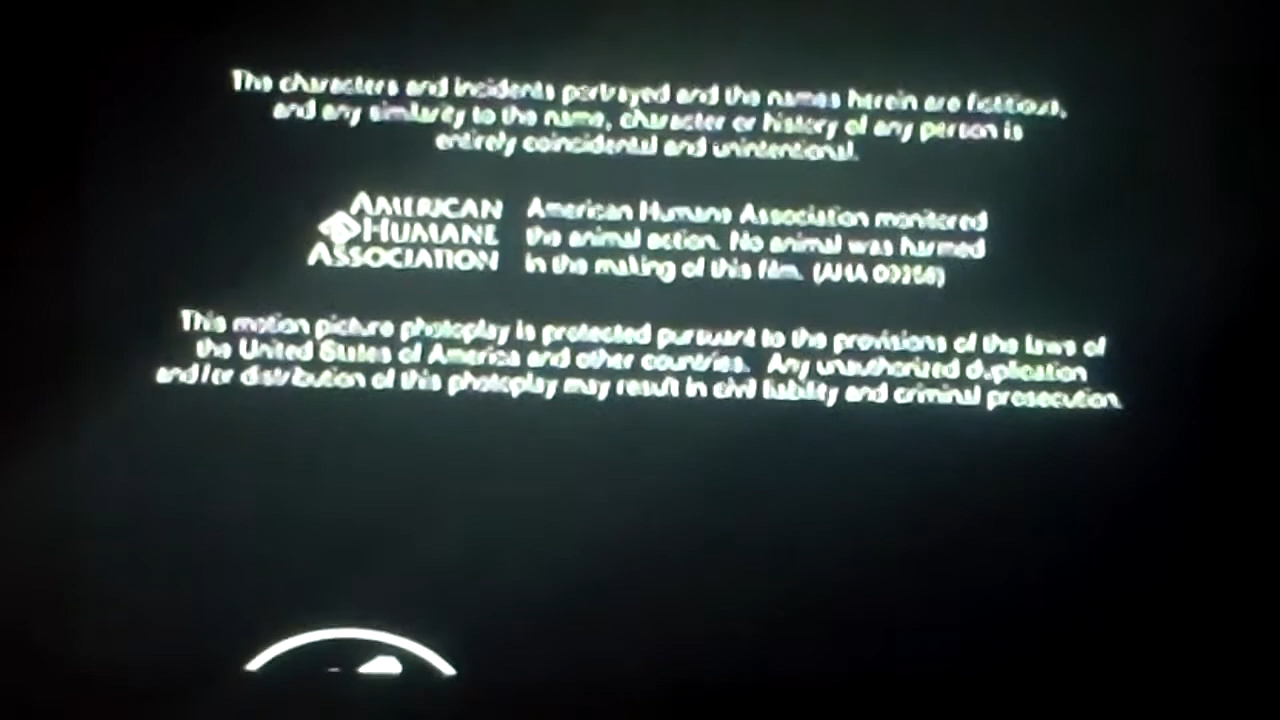 The characters and incidents portrayed and the names herein are fictitious,
and any similarity to the name, character or history of any person is
entirely coincidental and unintentional.
AMERICAN
HUMANE
ASSOCIATION
American Humane Association monitored
the animal action. No animal was harmed
in the making of this film. (AHA
This motion picture photoplay is protected pursuant to the provisions of the laws of
the United States of America and other countries. Any unauthorized duplication
and/or distribution of this photoplay may result in civil liability and criminal prosecution.